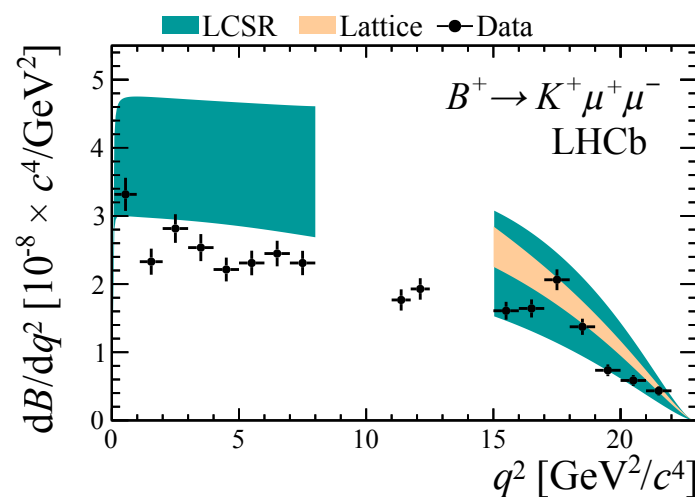 LCSR Lattice Data
B⁺ → K⁺μ⁺μ⁻
LHCb
dB/dq² [10⁻⁸ × c⁴/GeV²]
5
4
3
2
1
0
0 5 10 15 20
q² [GeV²/c⁴]